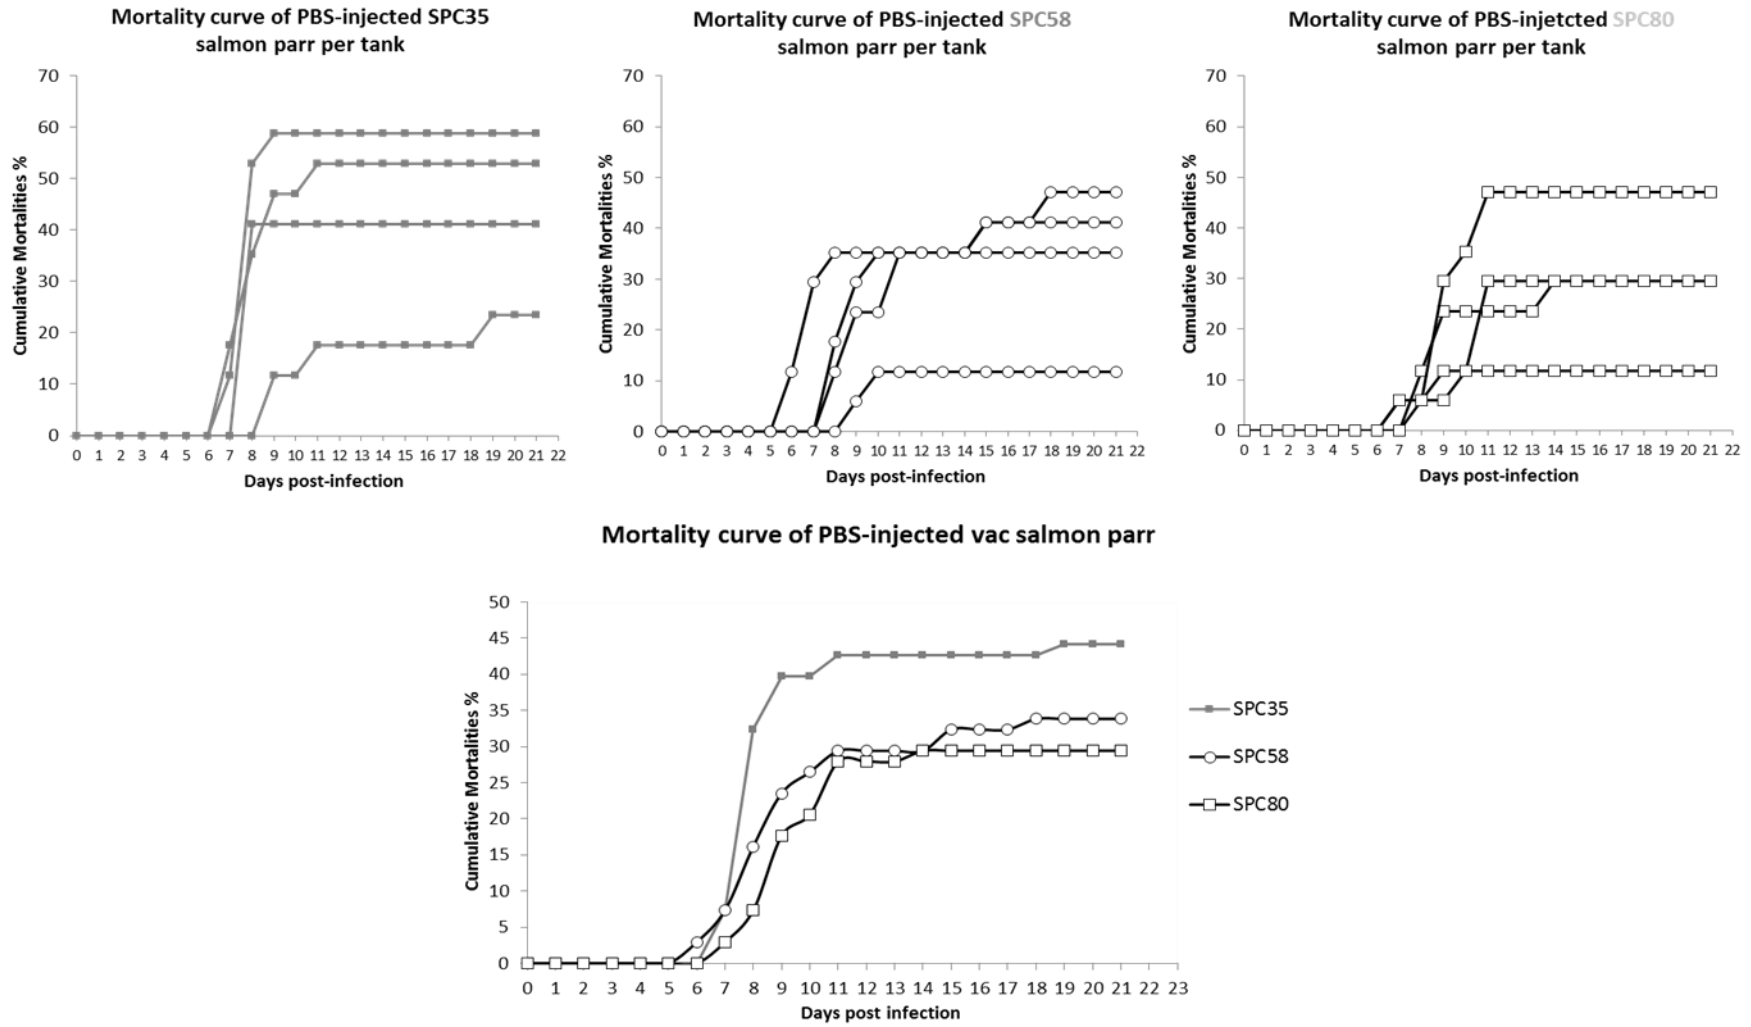 Mortality curve of PBS-injected SPC35
salmon parr per tank
70
60
50
40
30
20
10
0
Cumulative Mortalities %
0 1 2 3 4 5 6 7 8 9 10 11 12 13 14 15 16 17 18 19 20 21 22
Days post-infection
Mortality curve of PBS-injected SPC58
salmon parr per tank
70
60
50
40
30
20
10
0
Cumulative Mortalities %
0 1 2 3 4 5 6 7 8 9 10 11 12 13 14 15 16 17 18 19 20 21 22
Days post-infection
Mortality curve of PBS-injetcted SPC80
salmon parr per tank
70
60
50
40
30
20
10
0
Cumulative Mortalities %
0 1 2 3 4 5 6 7 8 9 10 11 12 13 14 15 16 17 18 19 20 21 22
Days post-infection
Mortality curve of PBS-injected vac salmon parr
50
45
40
35
30
25
20
15
10
5
0
Cumulative Mortalities %
0 1 2 3 4 5 6 7 8 9 10 11 12 13 14 15 16 17 18 19 20 21 22 23
Days post infection
SPC35
SPC58
SPC80